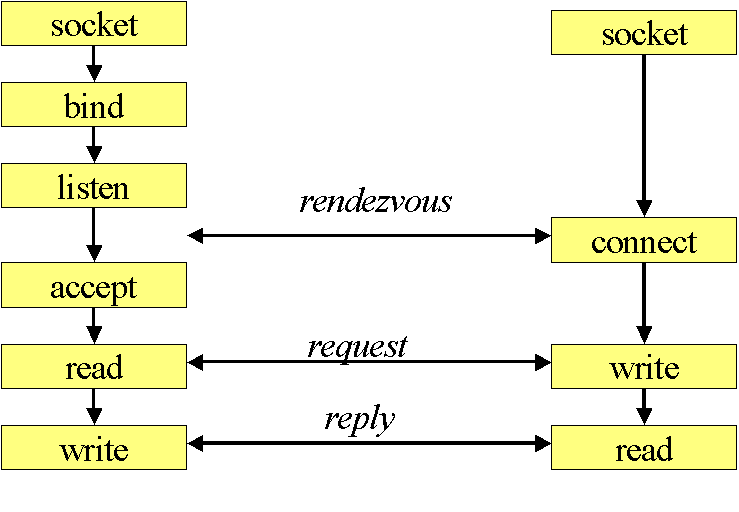 socket
bind
listen
accept
read
write
rendezvous
request
reply
socket
connect
write
read